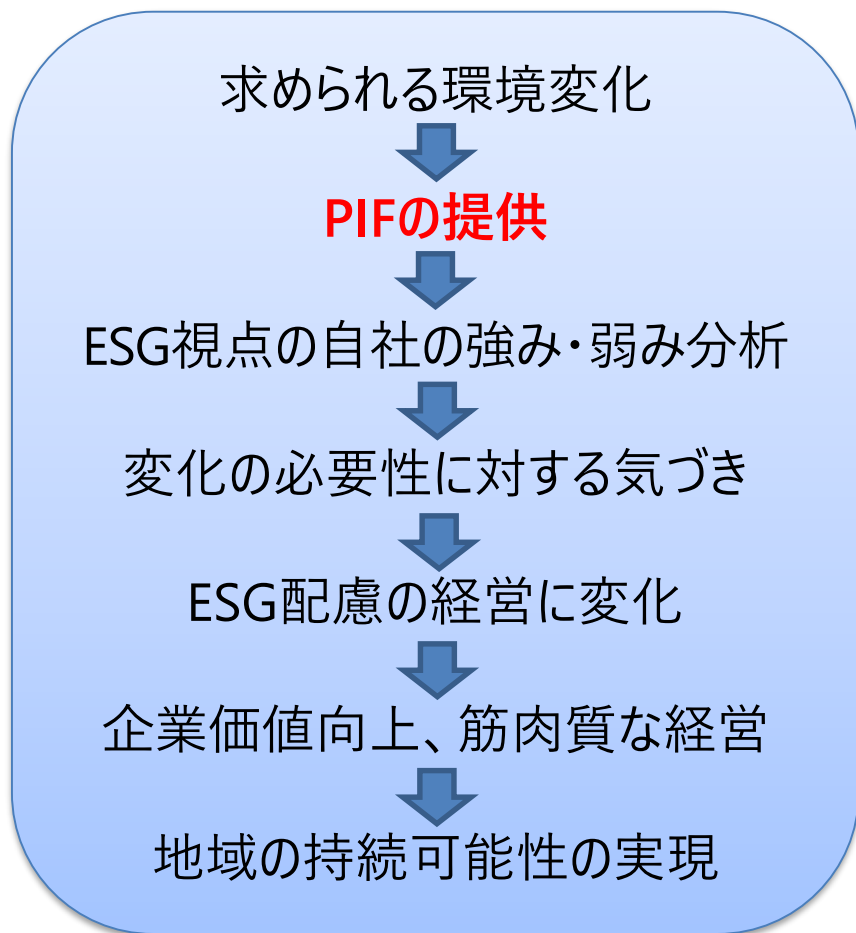 求められる環境変化
PIFの提供
ESG視点の自社の強み・弱み分析
変化の必要性に対する気づき
ESG配慮の経営に変化
企業価値向上、筋肉質な経営
地域の持続可能性の実現